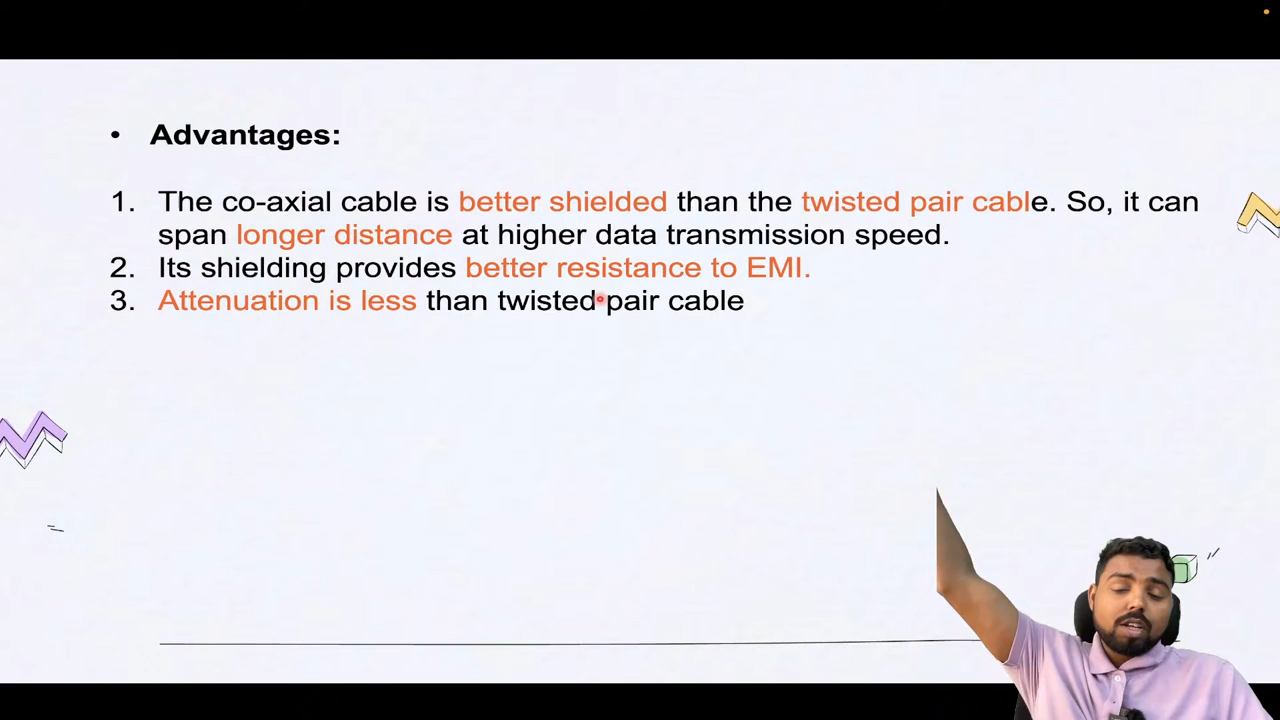 • Advantages:
1. The co-axial cable is better shielded than the twisted pair cable. So, it can
span longer distance at higher data transmission speed.
2. Its shielding provides better resistance to EMI.
3. Attenuation is less than twisted pair cable